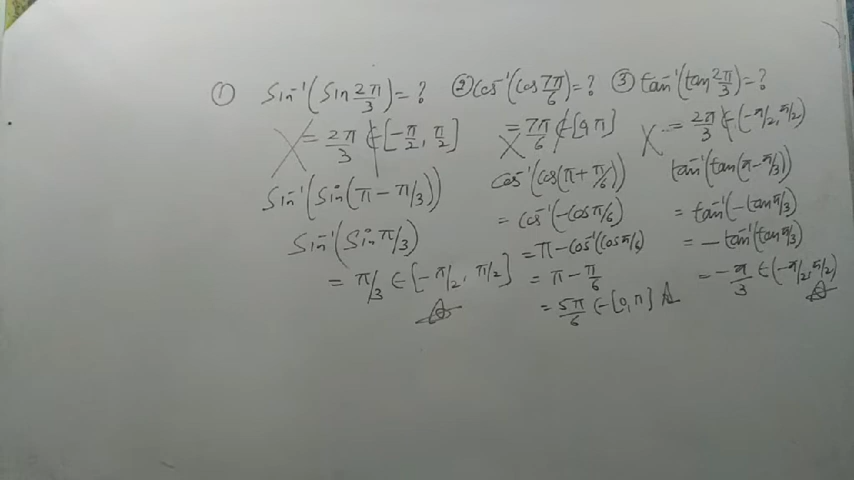 ① Sin⁻¹(Sin 2π/3) = ?
X = 2π/3 ∉ [-π/2, π/2]
Sin⁻¹(Sin(π - π/3))
Sin⁻¹(Sin π/3)
= π/3 ∈ [-π/2, π/2]
② Cos⁻¹(Cos 7π/6) = ?
X = 7π/6 ∉ [0, π]
Cos⁻¹(Cos(π + π/6))
= Cos⁻¹(-Cos π/6)
= π - Cos⁻¹(Cos π/6)
= π - π/6
= 5π/6 ∈ [0, π]
③ tan⁻¹(tan 2π/3) = ?
X = 2π/3 ∉ (-π/2, π/2)
tan⁻¹(tan(π - π/3))
= tan⁻¹(-tan π/3)
= -tan⁻¹(tan π/3)
= -π/3 ∈ (-π/2, π/2)